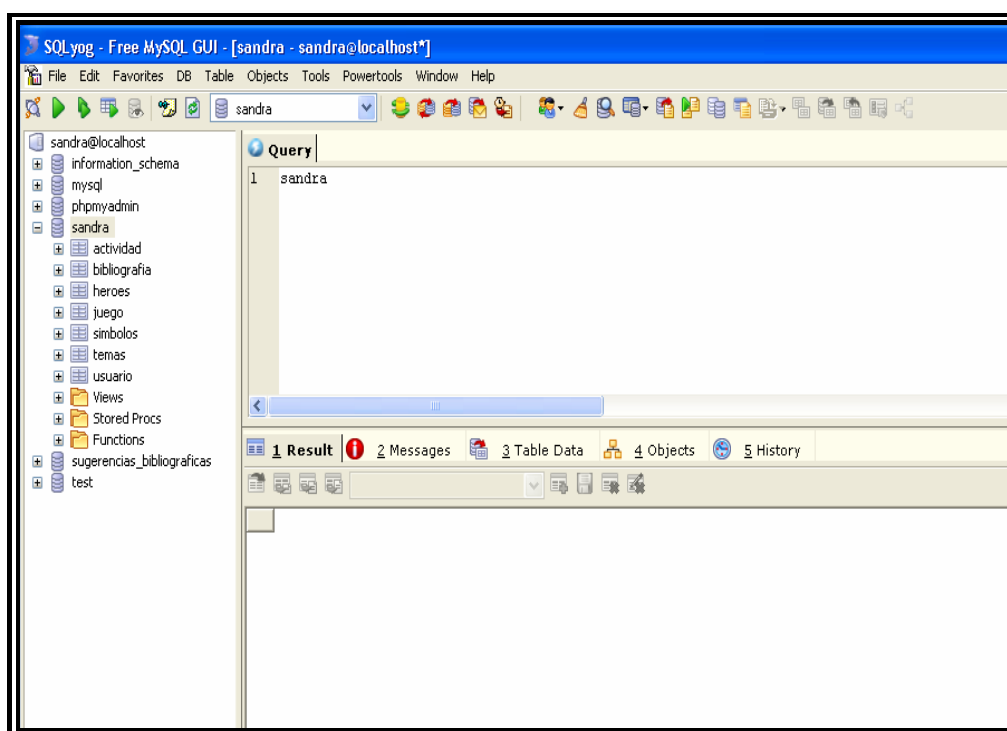 SQLyog - Free MySQL GUI - [sandra - sandra@localhost*]
File Edit Favorites DB Table Objects Tools Powertools Window Help
sandra
sandra@localhost
information_schema
mysql
phpmyadmin
sandra
actividad
bibliografia
heroes
juego
simbolos
temas
usuario
Views
Stored Procs
Functions
sugerencias_bibliograficas
test
Query
1 sandra
1 Result 2 Messages 3 Table Data 4 Objects 5 History